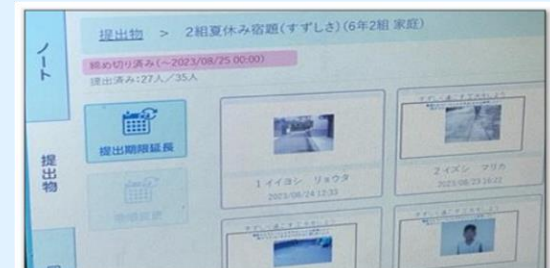 ノート
提出物 > 2組夏休み宿題(すずしさ)(6年2組 家庭)
締め切り済み(~2023/08/25 00:00)
提出済み:27人/35人
提出期限延長
提出物
1 イイヨシ リョウタ
2023/08/24 12:33
2 イズシ マリカ
2023/08/23 16:22